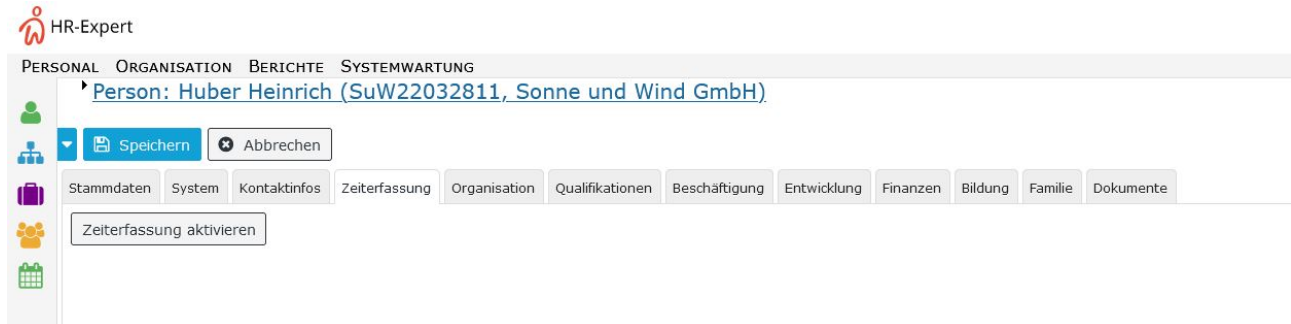 HR-Expert
PERSONAL ORGANISATION BERICHTE SYSTEMWARTUNG
Person: Huber Heinrich (SuW22032811, Sonne und Wind GmbH)
Speichern Abbrechen
Stammdaten System Kontaktinfos Zeiterfassung Organisation Qualifikationen Beschäftigung Entwicklung Finanzen Bildung Familie Dokumente
Zeiterfassung aktivieren